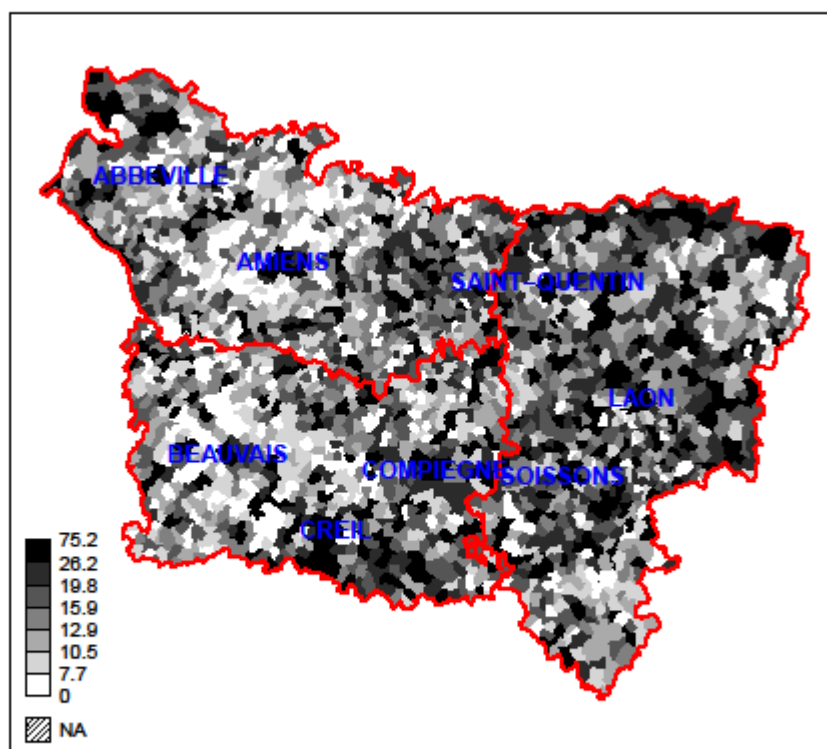 ABBEVILLE
AMIENS
SAINT-QUENTIN
LAON
BEAUVAIS
COMPIEGNE
SOISSONS
CREIL
75.2
26.2
19.8
15.9
12.9
10.5
7.7
0
NA